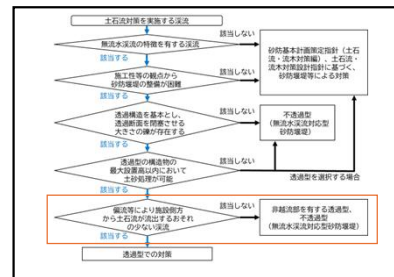 土石流対策を実施する渓流
該当しない
無流水渓流の特徴を有する渓流
該当する
砂防基本計画策定指針（土石
流・流木対策編）、土石流・
流木対策設計指針に基づく、
砂防堰堤等による対策
該当しない
施工性等の観点から
砂防堰堤の整備が困難
該当する
該当しない
透過構造を基本とし、
透過断面を閉塞させる
大きさの礫が存在する
不透過型
（無流水渓流対応型
砂防堰堤）
該当する
該当しない
透過型の構造物の
最大設置高以内において
土砂処理が可能
透過型を選択する場合
該当する
該当しない
偏流等により施設側方
から土石流が流出するおそれ
の少ない渓流
非越流部を有する透過型、
不透過型
（無流水渓流対応型砂防堰堤）
該当する
透過型での対策